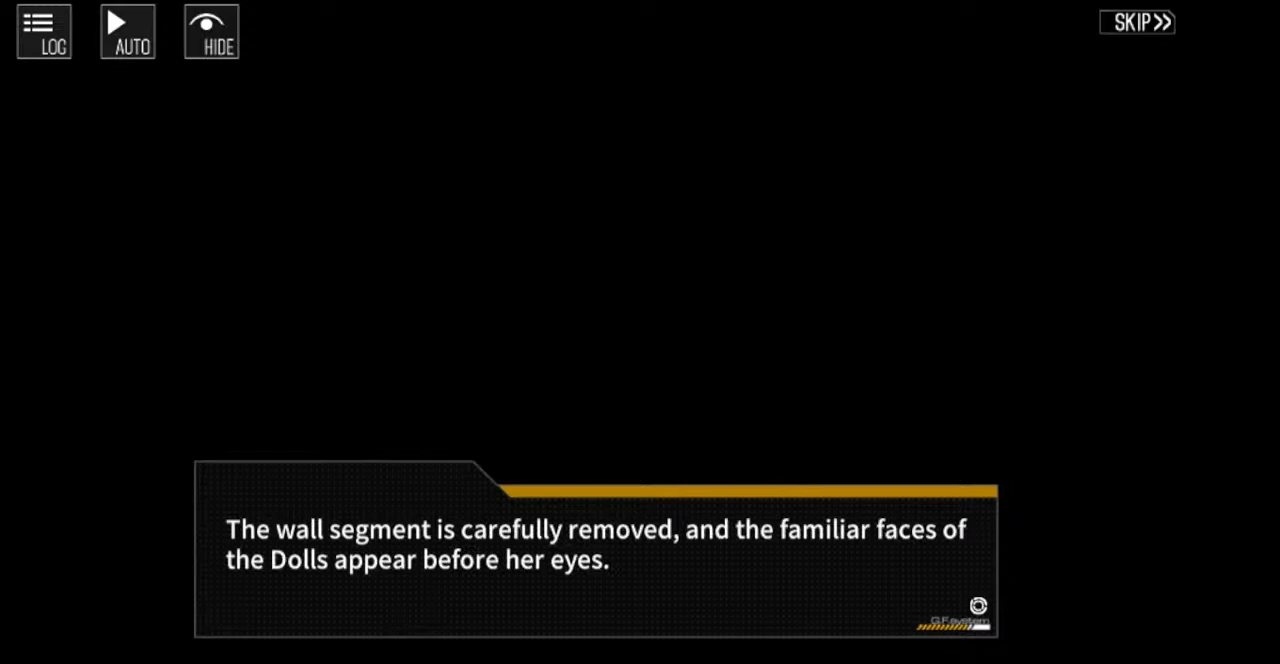 LOG
AUTO
HIDE
SKIP
The wall segment is carefully removed, and the familiar faces of
the Dolls appear before her eyes.
G.F.system